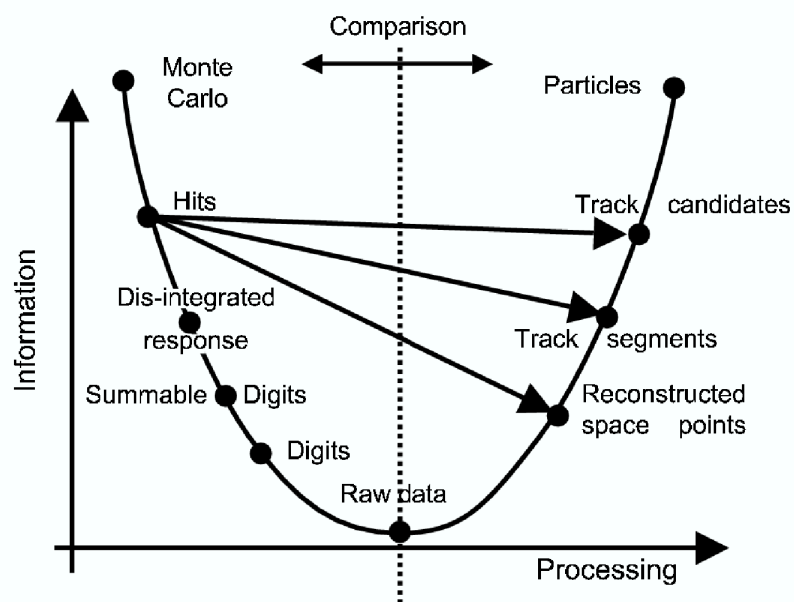 Comparison
Monte
Carlo
Particles
Hits
Track candidates
Information
Dis-integrated
response
Track segments
Summable Digits
Reconstructed
space points
Digits
Raw data
Processing